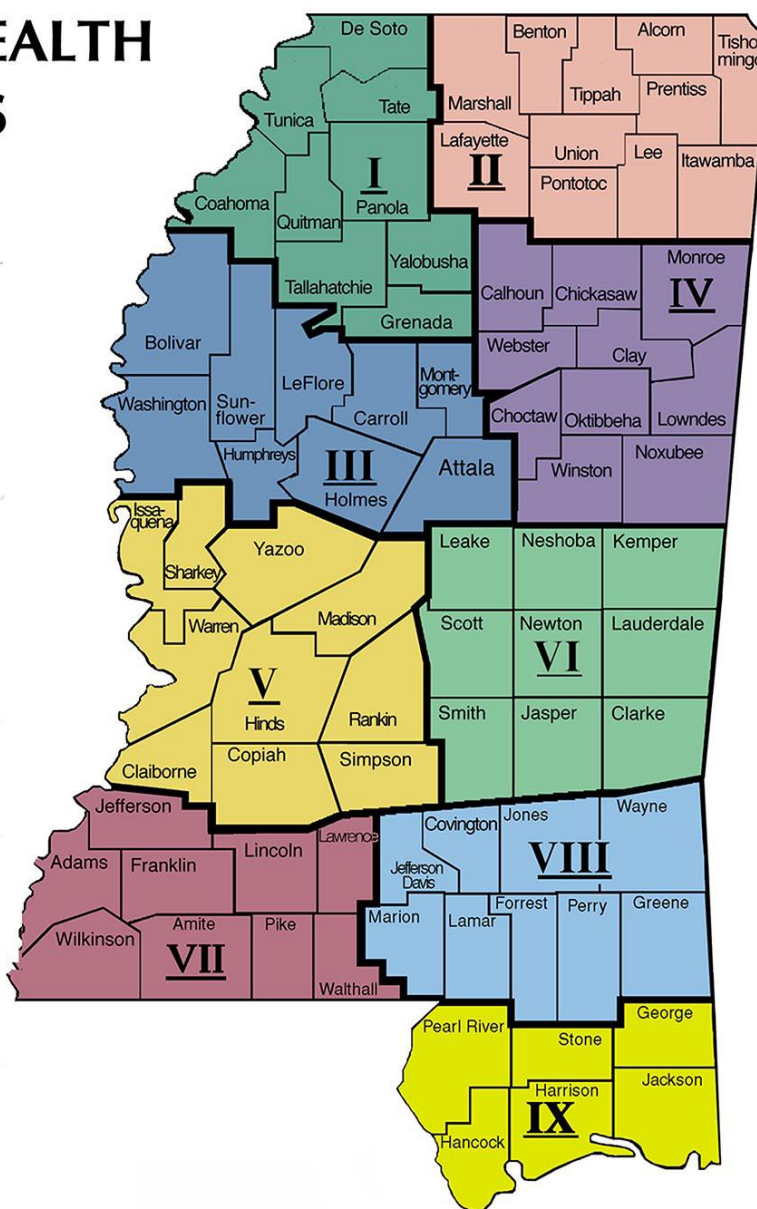 EALTH
S
De Soto
Tate
Tunica
Coahoma
Quitman
I
Panola
Tallahatchie
Yalobusha
Grenada
Benton
Alcorn
Tisho
ming
Marshall
Tippah
Prentiss
Lafayette
II
Union
Lee
Itawamba
Pontotoc
Bolivar
Washington
Sun-
flower
LeFlore
Carroll
Mont-
gomery
Humphreys
III
Holmes
Attala
Calhoun
Chickasaw
Monroe
IV
Webster
Clay
Choctaw
Oktibbeha
Lowndes
Winston
Noxubee
Issa-
quena
Sharkey
Yazoo
Warren
Madison
V
Hinds
Rankin
Claiborne
Copiah
Simpson
Leake
Neshoba
Kemper
Scott
Newton
Lauderdale
VI
Smith
Jasper
Clarke
Jefferson
Adams
Franklin
Lincoln
Lawrence
Wilkinson
Amite
Pike
VII
Walthall
Covington
Jones
Wayne
Jefferson
Davis
VIII
Marion
Lamar
Forrest
Perry
Greene
Pearl River
Stone
George
Harrison
Jackson
IX
Hancock